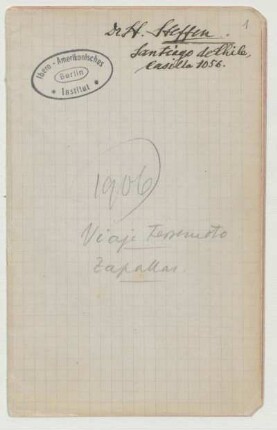 1
Dr. H. Steffen.
Santiago de Chile,
Casilla 1056.
Ibero-Amerikanisches
Berlin
* Institut *
1906
Viaje Terremoto
Zapallar